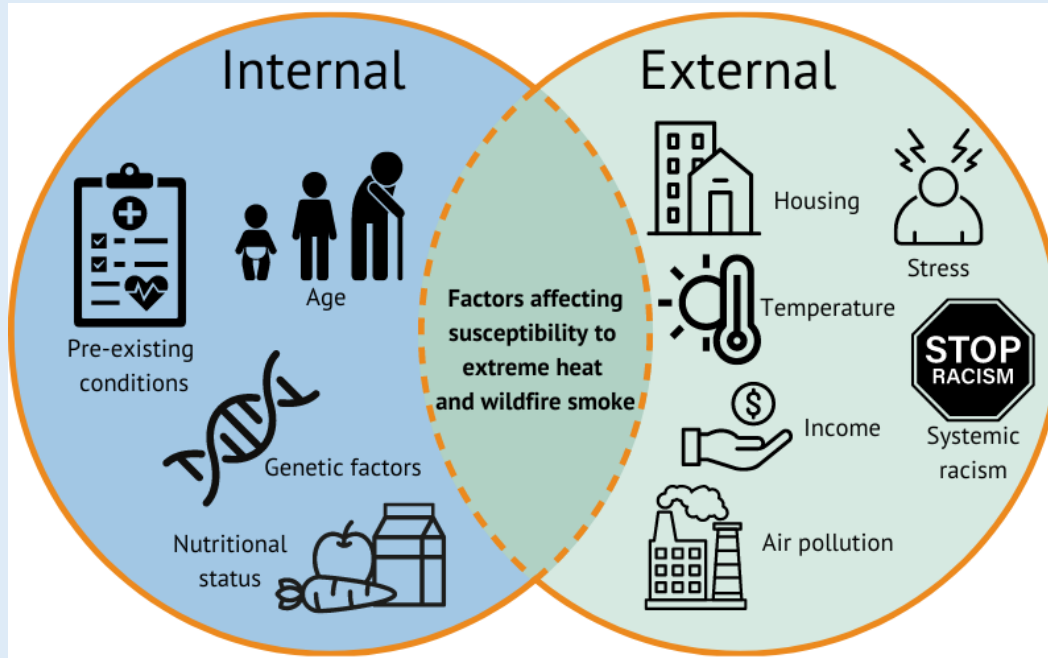 Internal
External
Pre-existing
conditions
Age
Genetic factors
Nutritional
status
Factors affecting
susceptibility to
extreme heat
and wildfire smoke
Housing
Stress
Temperature
STOP
RACISM
Systemic
racism
$
Income
Air pollution